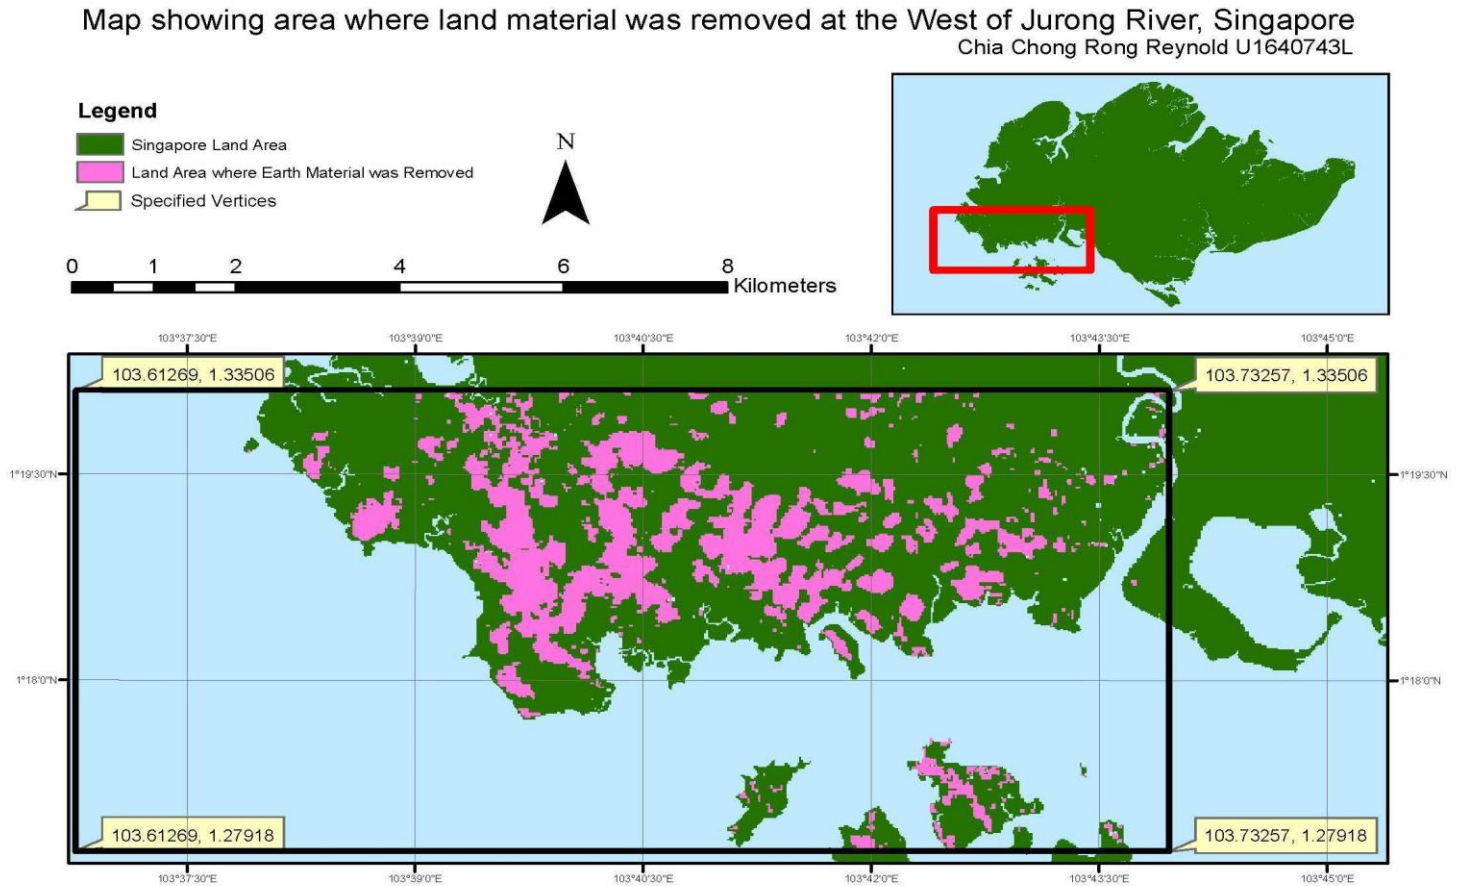 Map showing area where land material was removed at the West of Jurong River, Singapore
Chia Chong Rong Reynold U1640743L
Legend
Singapore Land Area
Land Area where Earth Material was Removed
Specified Vertices
N
0 1 2 4 6 8
Kilometers
103°37'30"E 103°39'0"E 103°40'30"E 103°42'0"E 103°43'30"E 103°45'0"E
103.61269, 1.33506 103.73257, 1.33506
1°19'30"N 1°19'30"N
1°18'0"N 1°18'0"N
103.61269, 1.27918 103.73257, 1.27918
103°37'30"E 103°39'0"E 103°40'30"E 103°42'0"E 103°43'30"E 103°45'0"E